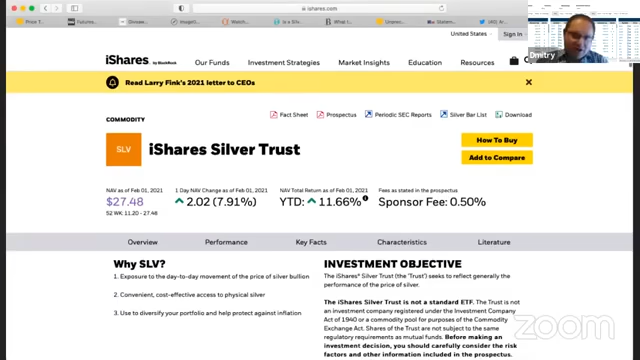 ishares.com
United States
Sign In
iShares. by BlackRock
Our Funds
Investment Strategies
Market Insights
Education
Resources
Dmitry
Read Larry Fink's 2021 letter to CEOs
COMMODITY
Fact Sheet
Prospectus
Periodic SEC Reports
Silver Bar List
Download
SLV
iShares Silver Trust
How To Buy
Add to Compare
NAV as of Feb 01, 2021
$27.48
52 WK: 11.20 - 27.48
1 Day NAV Change as of Feb 01, 2021
2.02 (7.91%)
NAV Total Return as of Feb 01, 2021
YTD: 11.66%
Fees as stated in the prospectus
Sponsor Fee: 0.50%
Overview
Performance
Key Facts
Characteristics
Literature
Why SLV?
1. Exposure to the day-to-day movement of the price of silver bullion
2. Convenient, cost-effective access to physical silver
3. Use to diversify your portfolio and help protect against inflation
INVESTMENT OBJECTIVE
The iShares® Silver Trust (the 'Trust') seeks to reflect generally the
performance of the price of silver.
The iShares Silver Trust is not a standard ETF. The Trust is not
an investment company registered under the Investment Company
Act of 1940 or a commodity pool for purposes of the Commodity
Exchange Act. Shares of the Trust are not subject to the same
regulatory requirements as mutual funds. Before making an
investment decision, you should carefully consider the risk
factors and other information included in the prospectus.
zoom